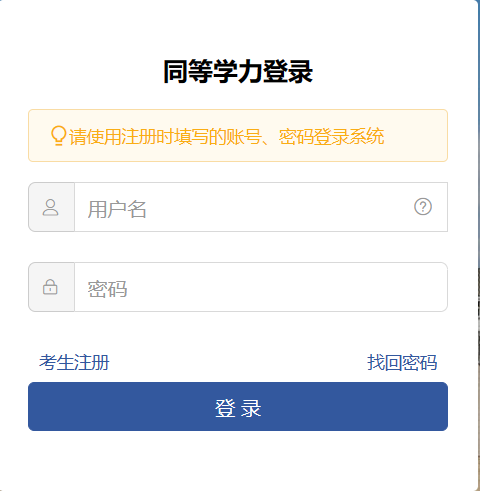 同等学力登录
请使用注册时填写的账号、密码登录系统
用户名
密码
考生注册 找回密码
登 录